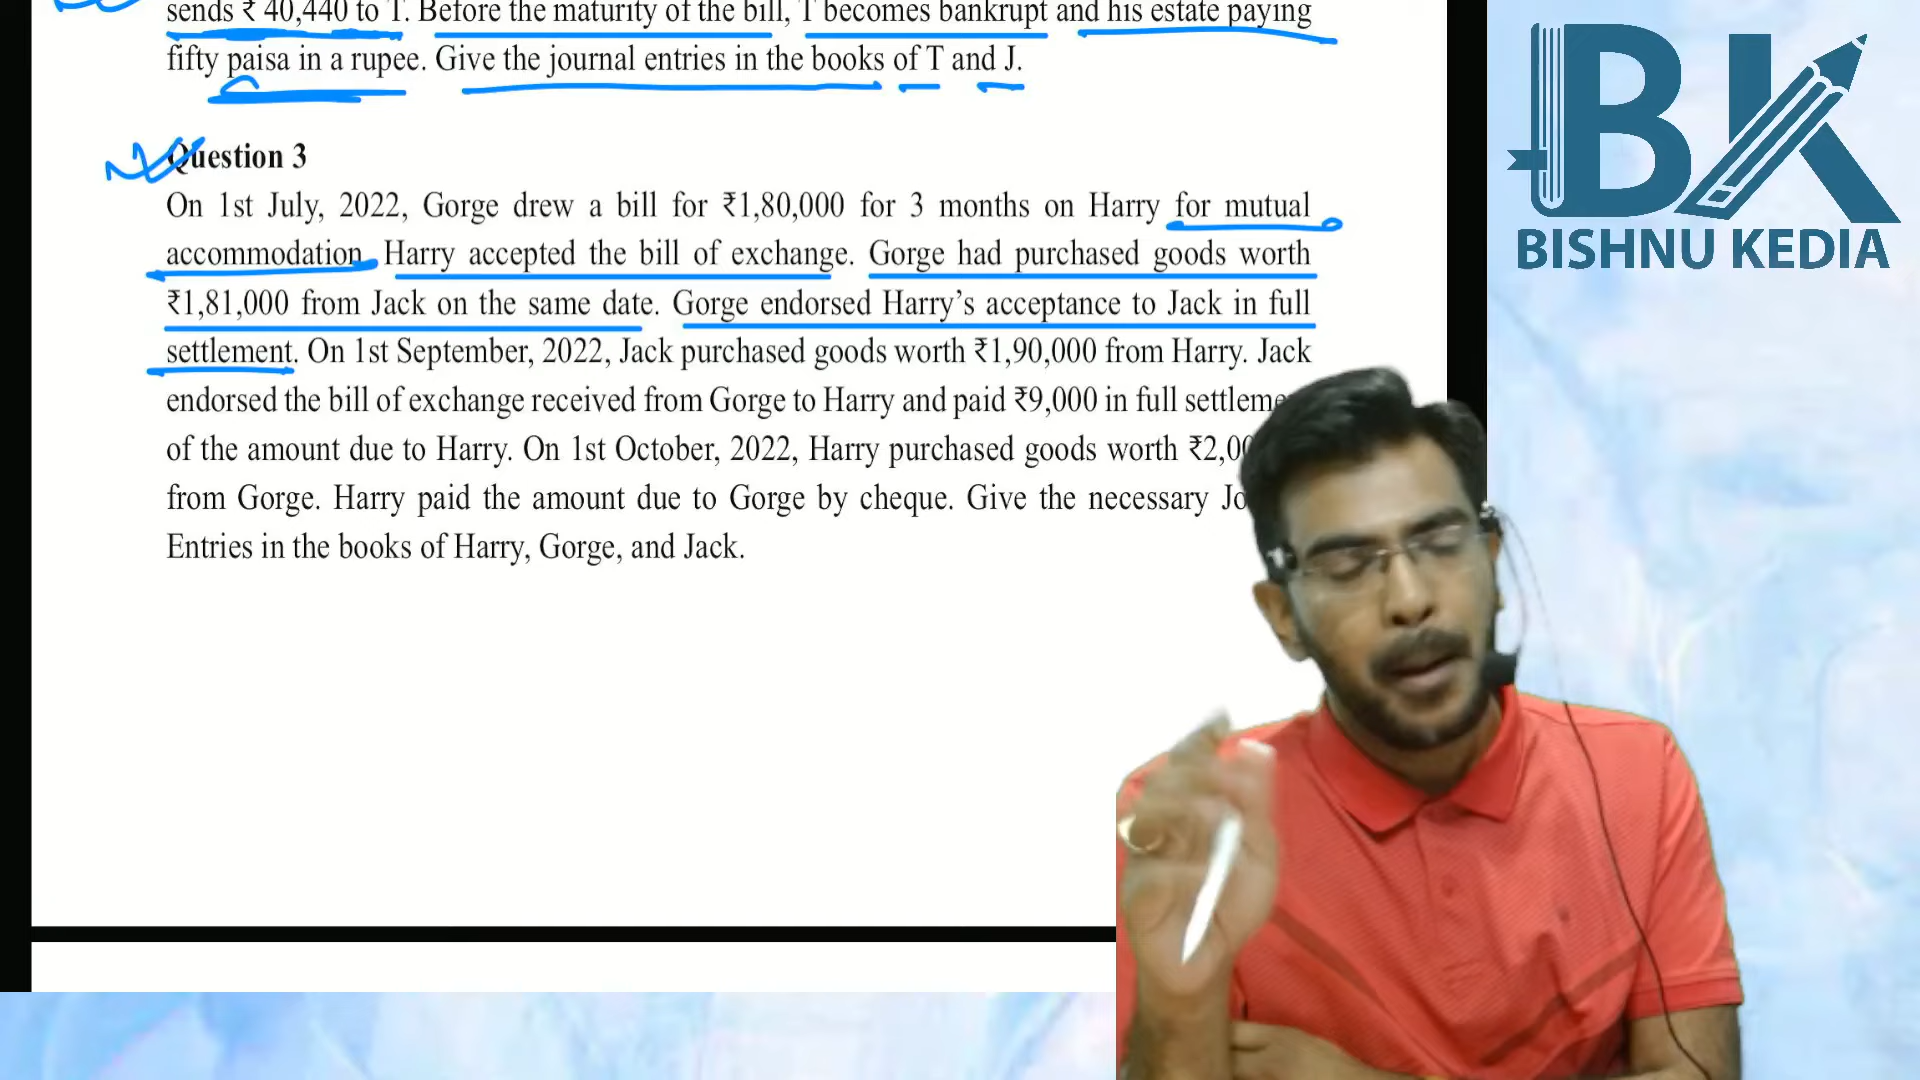 sends ₹ 40,440 to T. Before the maturity of the bill, T becomes bankrupt and his estate paying
fifty paisa in a rupee. Give the journal entries in the books of T and J.
Question 3
On 1st July, 2022, Gorge drew a bill for ₹1,80,000 for 3 months on Harry for mutual
accommodation. Harry accepted the bill of exchange. Gorge had purchased goods worth
₹1,81,000 from Jack on the same date. Gorge endorsed Harry’s acceptance to Jack in full
settlement. On 1st September, 2022, Jack purchased goods worth ₹1,90,000 from Harry. Jack
endorsed the bill of exchange received from Gorge to Harry and paid ₹9,000 in full
of the amount due to Harry. On 1st October, 2022, Harry purchased goods worth
from Gorge. Harry paid the amount due to Gorge by cheque. Give the necessary
Entries in the books of Harry, Gorge, and Jack.
BK
BISHNU KEDIA